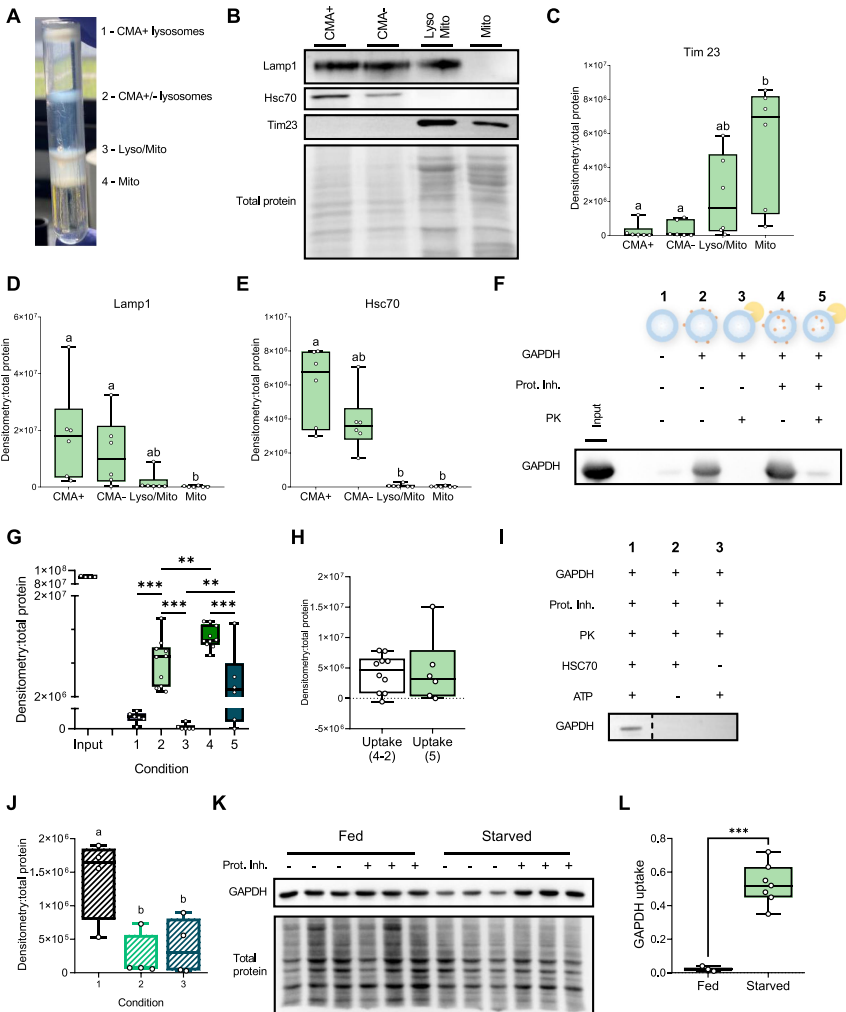 A
1 - CMA+ lysosomes
2 - CMA+/- lysosomes
3 - Lyso/Mito
4 - Mito
B
CMA+
CMA-
Lyso
Mito
Mito
Lamp1
Hsc70
Tim23
Total protein
C
Tim 23
Densitometry:total protein
1×10⁷
8×10⁶
6×10⁶
4×10⁶
2×10⁶
0
a
a
ab
b
CMA+
CMA-
Lyso/Mito
Mito
D
Lamp1
Densitometry:total protein
6×10⁷
4×10⁷
2×10⁷
0
a
a
ab
b
CMA+
CMA-
Lyso/Mito
Mito
E
Hsc70
Densitometry:total protein
1×10⁷
8×10⁶
6×10⁶
4×10⁶
2×10⁶
0
a
ab
b
b
CMA+
CMA-
Lyso/Mito
Mito
F
1 2 3 4 5
GAPDH - + + + +
Prot. Inh. - - - + +
PK - - + - +
Input
GAPDH
G
Densitometry:total protein
1×10⁸
8×10⁷
2×10⁷
2×10⁶
0
**
*** **
*** ***
Input 1 2 3 4 5
Condition
H
Densitometry:total protein
2×10⁷
1.5×10⁷
1×10⁷
5×10⁶
0
-5×10⁶
Uptake
(4-2)
Uptake
(5)
I
1 2 3
GAPDH + + +
Prot. Inh. + + +
PK + + +
HSC70 + + -
ATP + - +
GAPDH
J
Densitometry:total protein
2×10⁶
1.5×10⁶
1×10⁶
5×10⁵
0
a
b
b
1 2 3
Condition
K
Fed
Starved
Prot. Inh. - - - + + + - - - + + +
GAPDH
Total
protein
L
GAPDH uptake
0.8
0.6
0.4
0.2
0.0
***
Fed
Starved